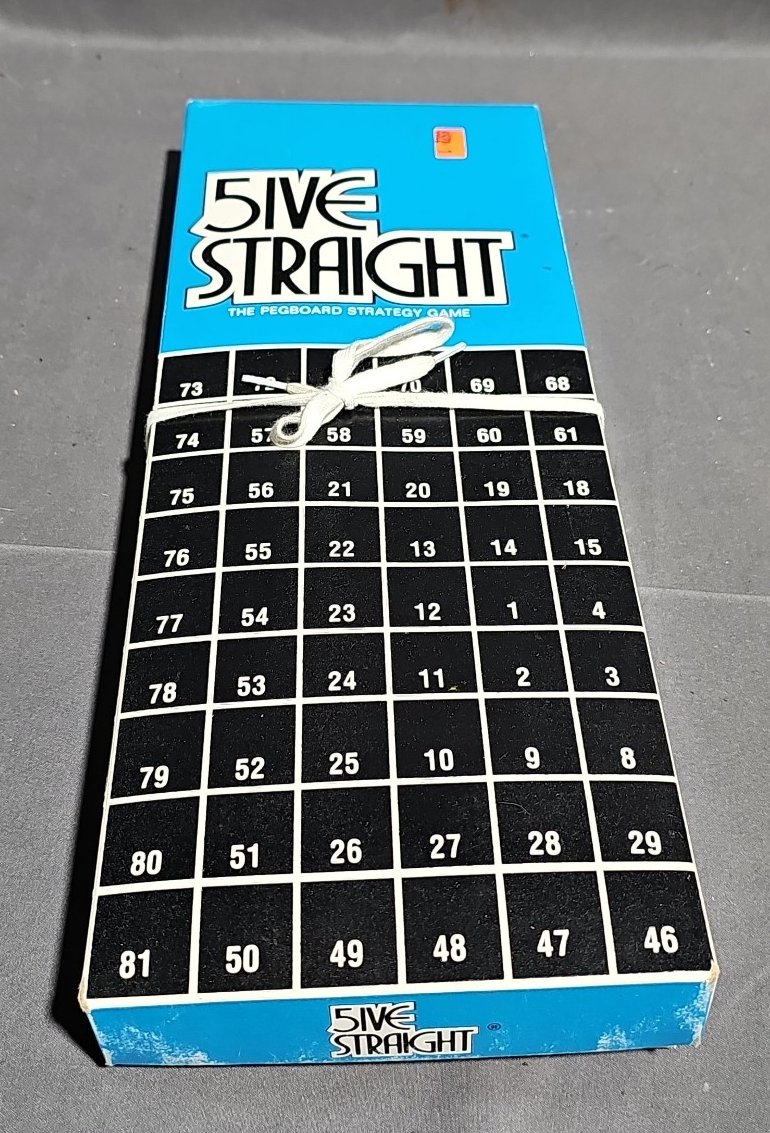 5IVE
STRAIGHT
THE PEGBOARD STRATEGY GAME
73 70 69 68
74 57 58 59 60 61
75 56 21 20 19 18
76 55 22 13 14 15
77 54 23 12 1 4
78 53 24 11 2 3
79 52 25 10 9 8
80 51 26 27 28 29
81 50 49 48 47 46
5IVE
STRAIGHT ®